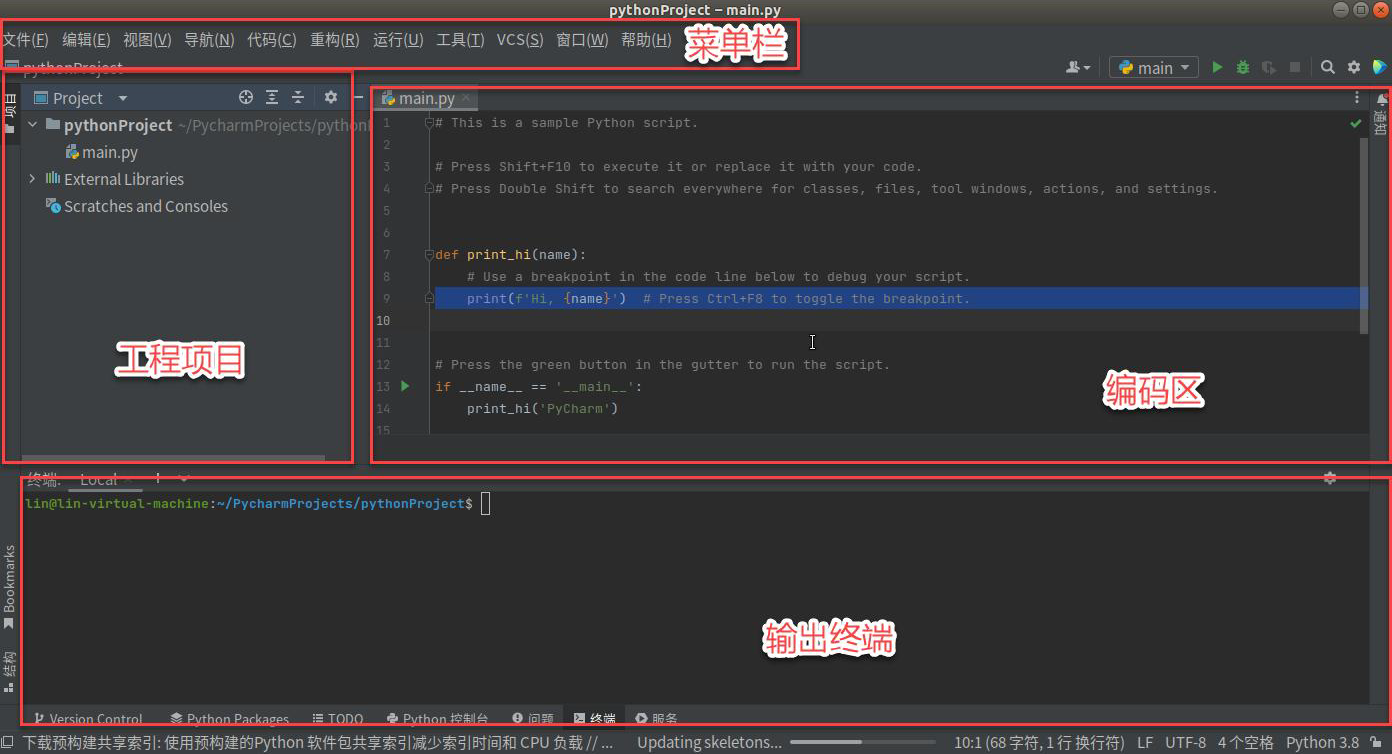 pythonProject – main.py
文件(F) 编辑(E) 视图(V) 导航(N) 代码(C) 重构(R) 运行(U) 工具(T) VCS(S) 窗口(W) 帮助(H)
菜单栏
pythonProject
main
项目
Project
main.py
通知
pythonProject ~/PycharmProjects/python
main.py
External Libraries
Scratches and Consoles
工程项目
1 # This is a sample Python script.
2
3 # Press Shift+F10 to execute it or replace it with your code.
4 # Press Double Shift to search everywhere for classes, files, tool windows, actions, and settings.
5
6
7 def print_hi(name):
8 # Use a breakpoint in the code line below to debug your script.
9 print(f'Hi, {name}') # Press Ctrl+F8 to toggle the breakpoint.
10
11
12 # Press the green button in the gutter to run the script.
13 if __name__ == '__main__':
14 print_hi('PyCharm')
15
编码区
终端: Local
lin@lin-virtual-machine:~/PycharmProjects/pythonProject$
输出终端
Bookmarks
结构
Version Control Python Packages TODO Python 控制台 问题 终端 服务
下载预构建共享索引: 使用预构建的Python 软件包共享索引减少索引时间和 CPU 负载 // ... Updating skeletons... 10:1 (68 字符, 1 行 换行符) LF UTF-8 4 个空格 Python 3.8